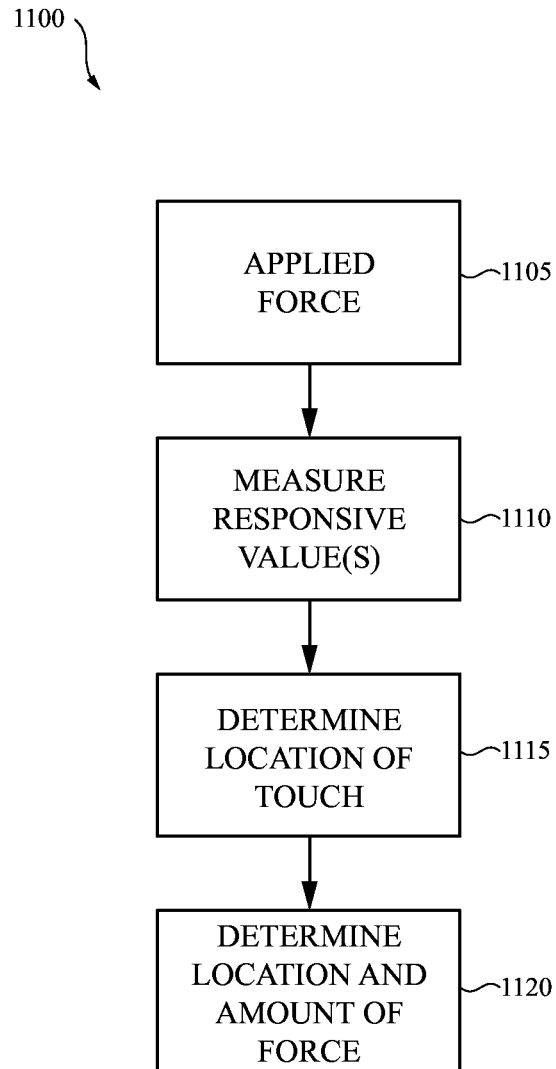 1100
APPLIED
FORCE
1105
MEASURE
RESPONSIVE
VALUE(S)
1110
DETERMINE
LOCATION OF
TOUCH
1115
DETERMINE
LOCATION AND
AMOUNT OF
FORCE
1120